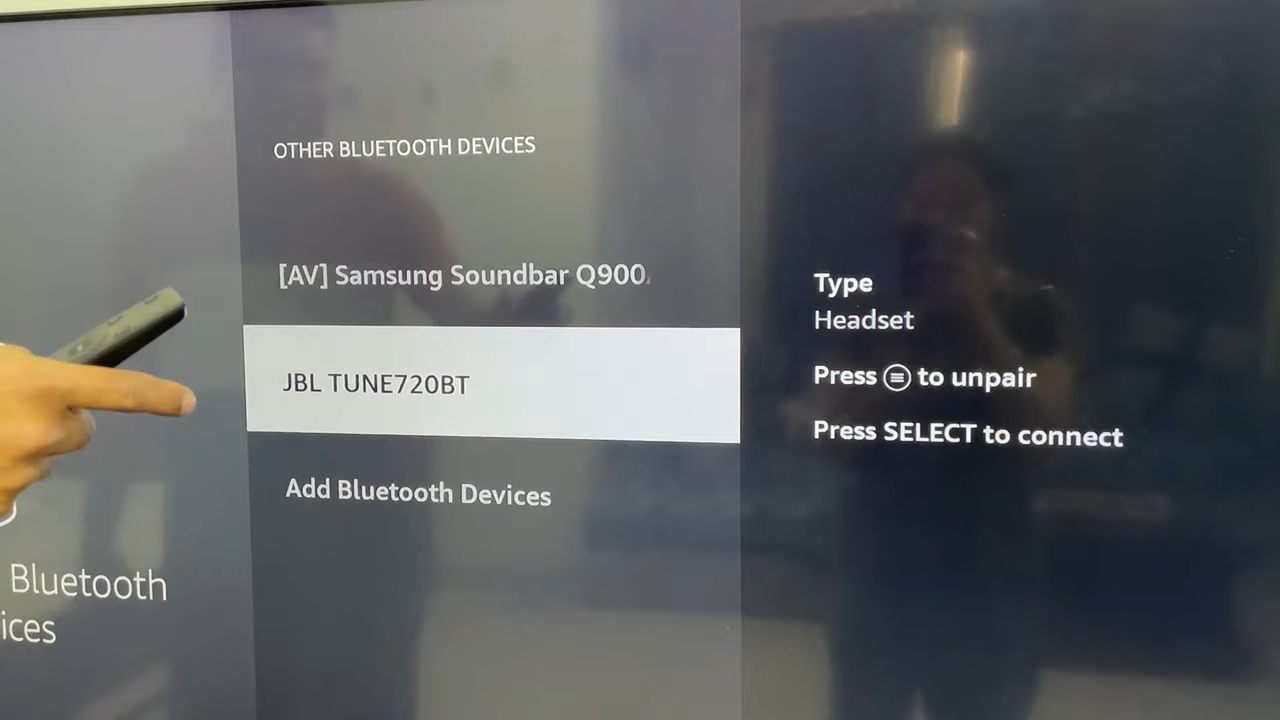 OTHER BLUETOOTH DEVICES
[AV] Samsung Soundbar Q900
JBL TUNE720BT
Add Bluetooth Devices
Bluetooth
ices
Type
Headset
Press to unpair
Press SELECT to connect